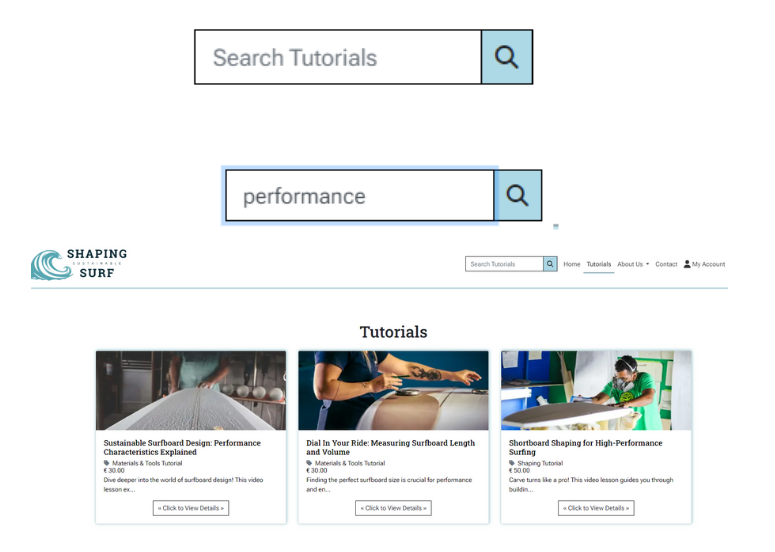 Search Tutorials
performance
SHAPING
SUSTAINABLE
SURF
Search Tutorials
Home Tutorials About Us Contact My Account
Tutorials
Sustainable Surfboard Design: Performance
Characteristics Explained
Materials & Tools Tutorial
€ 30.00
Dive deeper into the world of surfboard design! This video
lesson ex...
« Click to View Details »
Dial In Your Ride: Measuring Surfboard Length
and Volume
Materials & Tools Tutorial
€ 30.00
Finding the perfect surfboard size is crucial for performance
and en...
« Click to View Details »
Shortboard Shaping for High-Performance
Surfing
Shaping Tutorial
€ 50.00
Carve turns like a pro! This video lesson guides you through
buildin...
« Click to View Details »